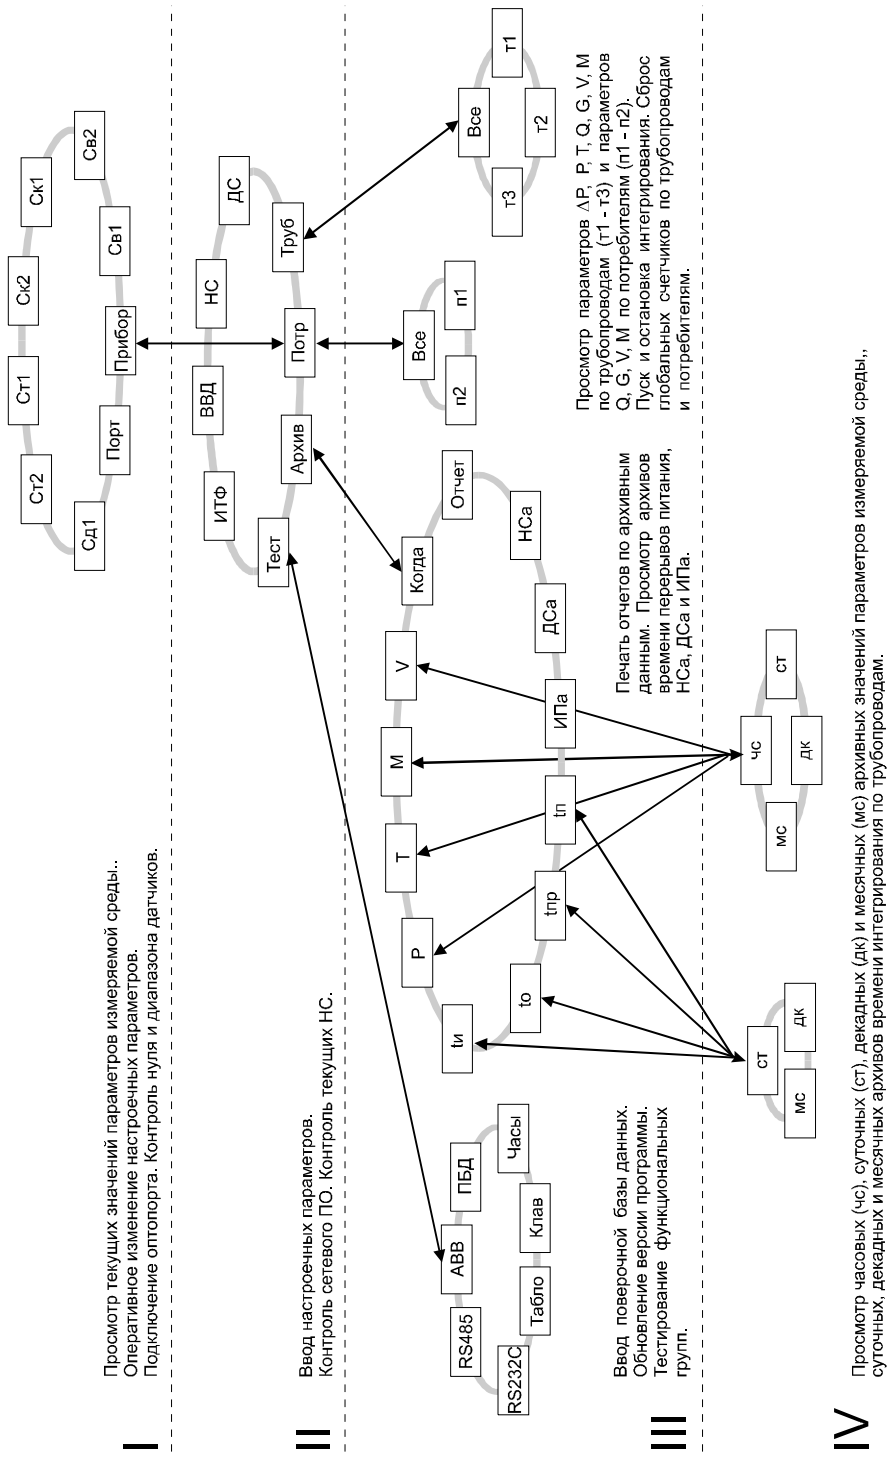 Ск2
Ск1
Ст1
Ст2
Сд1
Порт
Прибор
Св1
Св2
Просмотр текущих значений параметров измеряемой среды..
Оперативное изменение настроечных параметров.
Подключение оптопорта. Контроль нуля и диапазона датчиков.
I
ИТФ
ВВД
НС
ДС
Тест
Архив
Потр
Труб
Ввод настроечных параметров.
Контроль сетевого ПО. Контроль текущих НС.
II
АВВ
ПБД
RS485
Часы
RS232C
Табло
Клав
tи
P
T
M
V
Когда
Отчет
to
tпр
tп
ИПа
ДСа
НСа
Все
п2
п1
Все
т3
т1
т2
Ввод поверочной базы данных.
Обновление версии программы.
Тестирование функциональных
групп.
Печать отчетов по архивным
данным. Просмотр архивов
времени перерывов питания,
НСа, ДСа и ИПа.
Просмотр параметров ΔP, P, T, Q, G, V, M
по трубопроводам (т1 - т3) и параметров
Q, G, V, M по потребителям (п1 - п2).
Пуск и остановка интегрирования. Сброс
глобальных счетчиков по трубопроводам
и потребителям.
III
ст
мс
дк
чс
мс
ст
дк
Просмотр часовых (чс), суточных (ст), декадных (дк) и месячных (мс) архивных значений параметров измеряемой среды,,
суточных, декадных и месячных архивов времени интегрирования по трубопроводам.
IV